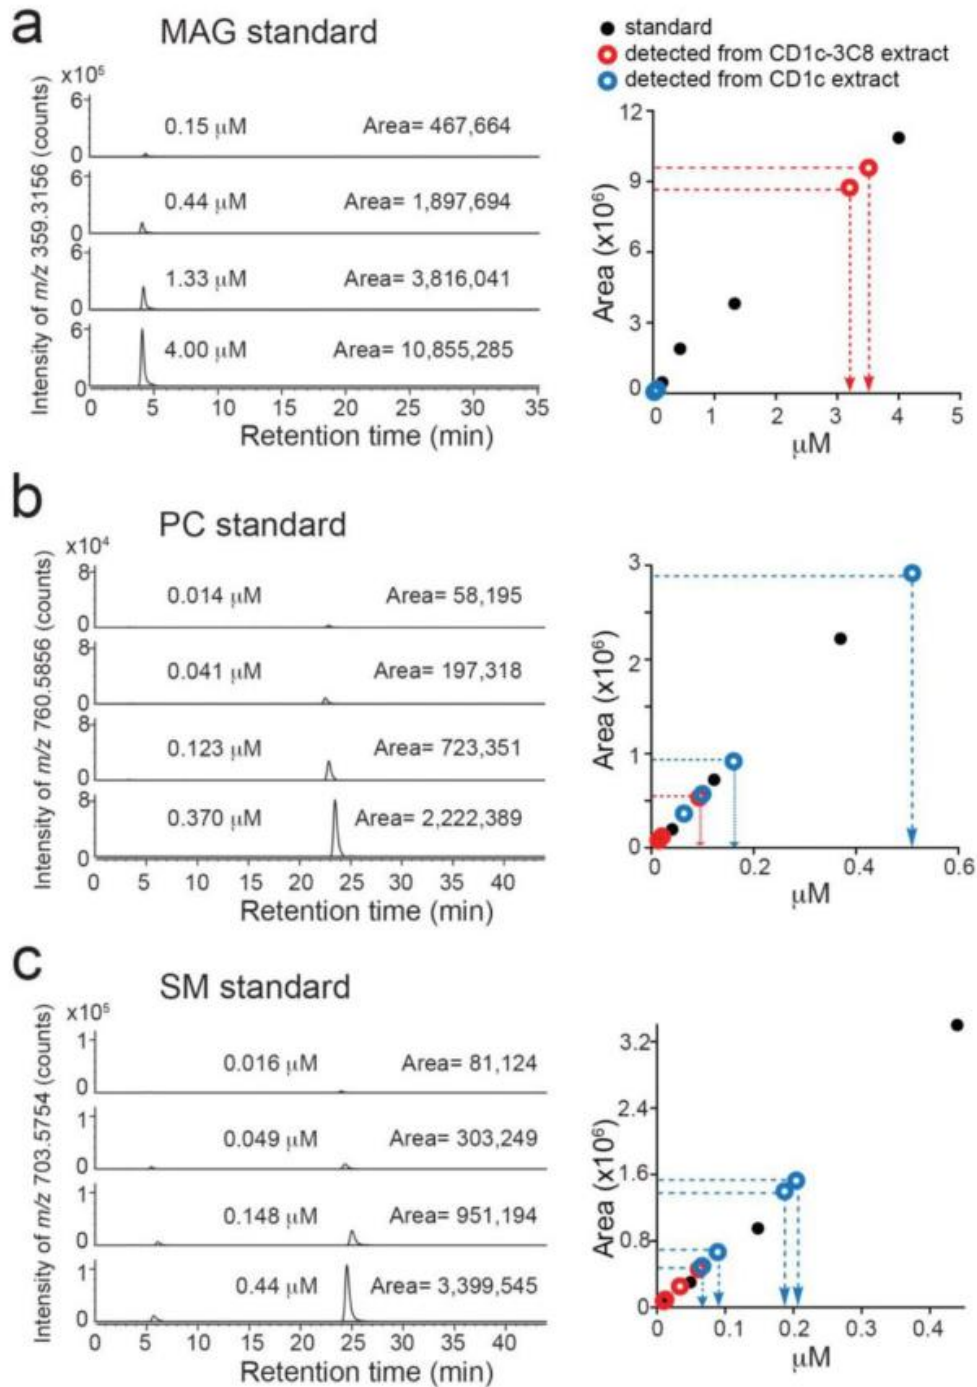 a
MAG standard
x10⁵
Intensity of m/z 359.3156 (counts)
6
0.15 µM Area= 467,664
0
6
0.44 µM Area= 1,897,694
0
6
1.33 µM Area= 3,816,041
0
6
4.00 µM Area= 10,855,285
0
0 5 10 15 20 25 30 35
Retention time (min)
standard
detected from CD1c-3C8 extract
detected from CD1c extract
Area (x10⁶)
12
9
6
3
0
0 1 2 3 4 5
µM
b
PC standard
x10⁴
Intensity of m/z 760.5856 (counts)
8
0.014 µM Area= 58,195
0
8
0.041 µM Area= 197,318
0
8
0.123 µM Area= 723,351
0
8
0.370 µM Area= 2,222,389
0
0 5 10 15 20 25 30 35 40
Retention time (min)
Area (x10⁶)
3
2
1
0
0 0.2 0.4 0.6
µM
c
SM standard
x10⁵
Intensity of m/z 703.5754 (counts)
1
0.016 µM Area= 81,124
0
1
0.049 µM Area= 303,249
0
1
0.148 µM Area= 951,194
0
1
0.44 µM Area= 3,399,545
0
0 5 10 15 20 25 30 35 40
Retention time (min)
Area (x10⁶)
3.2
2.4
1.6
0.8
0
0 0.1 0.2 0.3 0.4
µM